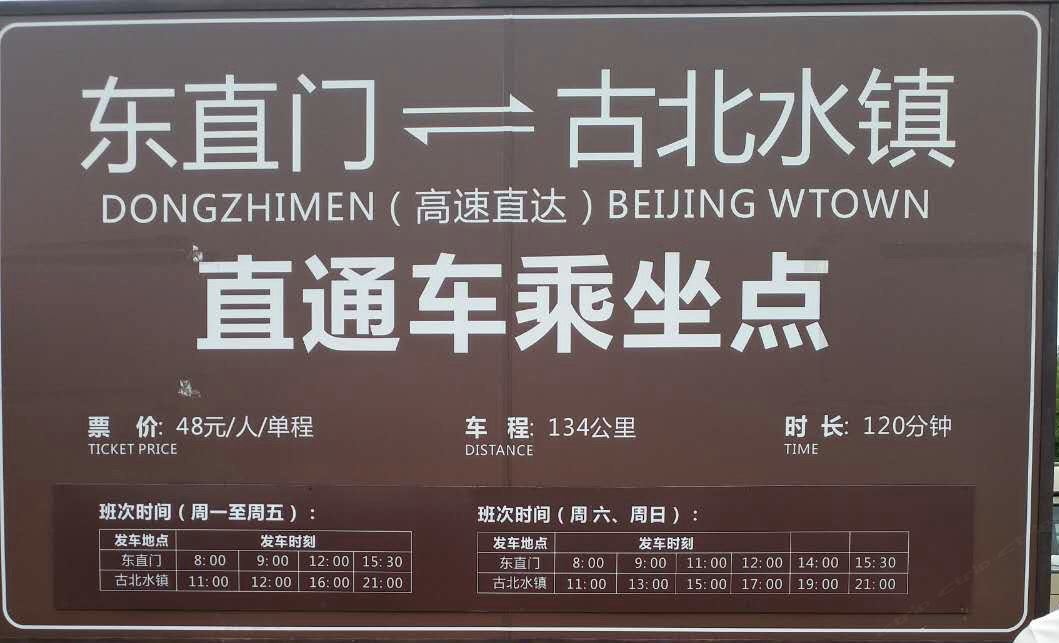 东直门 ⇌ 古北水镇
DONGZHIMEN（高速直达）BEIJING WTOWN
直通车乘坐点
票 价: 48元/人/单程 车 程: 134公里 时 长: 120分钟
TICKET PRICE DISTANCE TIME
班次时间（周一至周五）: 班次时间（周六、周日）:
发车地点 发车时刻 发车地点 发车时刻
东直门 8:00 9:00 12:00 15:30 东直门 8:00 9:00 11:00 12:00 14:00 15:30
古北水镇 11:00 12:00 16:00 21:00 古北水镇 11:00 13:00 15:00 17:00 19:00 21:00